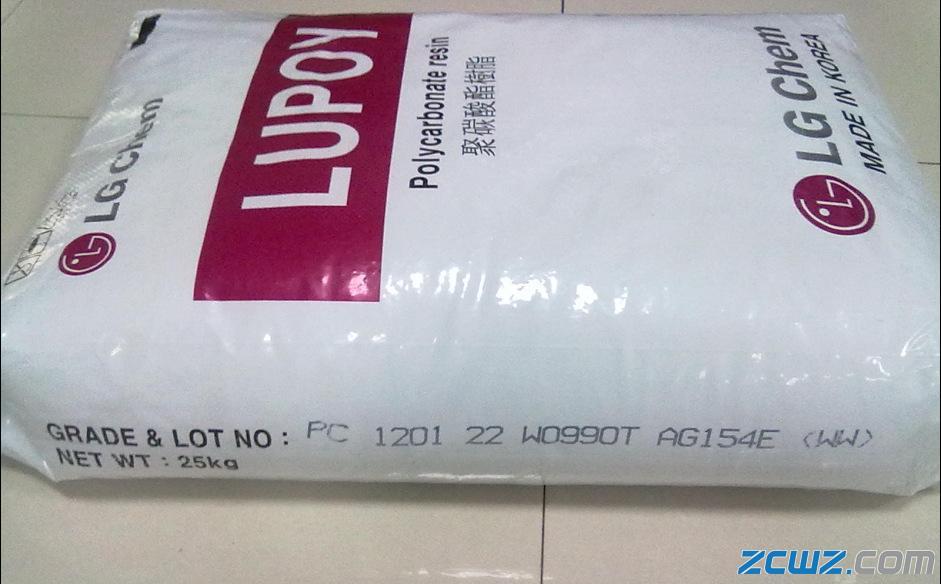 LG Chem
LUPOY
Polycarbonate resin
聚碳酸酯樹脂
LG Chem
MADE IN KOREA
GRADE & LOT NO : PC 1201 22 W0990T AG154E (WW)
NET WT : 25kg
zcwz.com